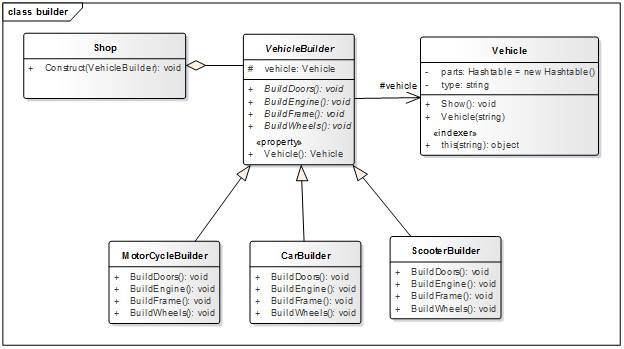 class builder
Shop
+ Construct(VehicleBuilder): void
VehicleBuilder
# vehicle: Vehicle
+ BuildDoors(): void
+ BuildEngine(): void
+ BuildFrame(): void
+ BuildWheels(): void
«property»
+ Vehicle(): Vehicle
#vehicle
Vehicle
- parts: Hashtable = new Hashtable()
- type: string
+ Show(): void
+ Vehicle(string)
«indexer»
+ this(string): object
MotorCycleBuilder
+ BuildDoors(): void
+ BuildEngine(): void
+ BuildFrame(): void
+ BuildWheels(): void
CarBuilder
+ BuildDoors(): void
+ BuildEngine(): void
+ BuildFrame(): void
+ BuildWheels(): void
ScooterBuilder
+ BuildDoors(): void
+ BuildEngine(): void
+ BuildFrame(): void
+ BuildWheels(): void